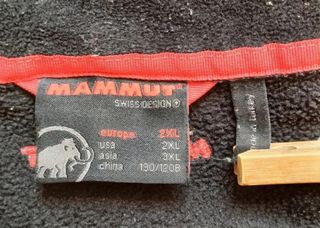 MAMMUT
SWISS DESIGN
europe 2XL
usa 2XL
asia 3XL
china 190/120B